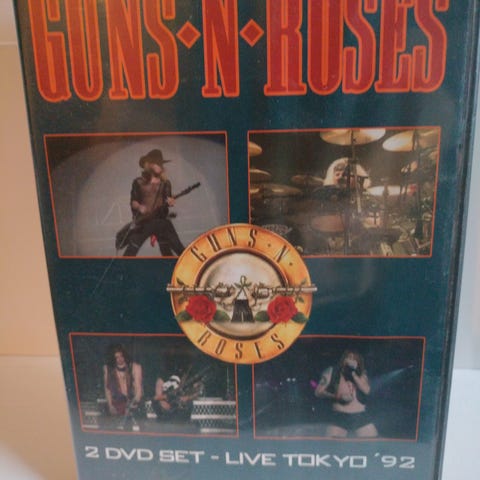 GUNS·N·ROSES
GUNS·N·
ROSES
2 DVD SET - LIVE TOKYO '92